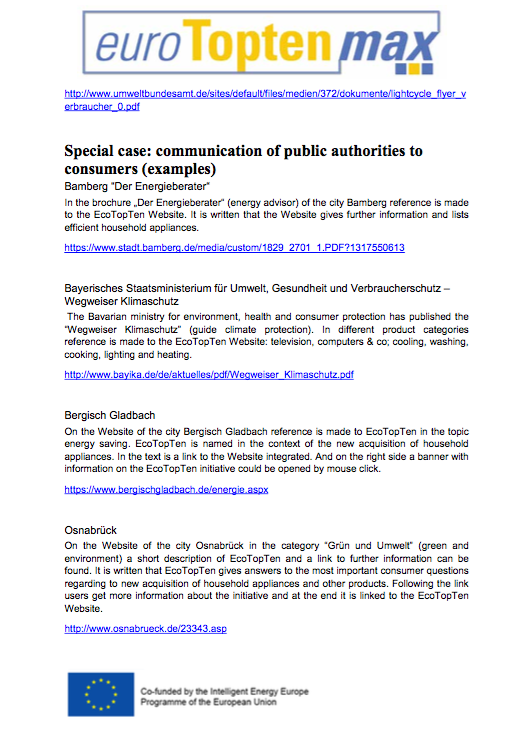 euroTopten max
http://www.umweltbundesamt.de/sites/default/files/medien/372/dokumente/lightcycle_flyer_v
erbraucher_0.pdf
Special case: communication of public authorities to
consumers (examples)
Bamberg “Der Energieberater“
In the brochure „Der Energieberater“ (energy advisor) of the city Bamberg reference is made
to the EcoTopTen Website. It is written that the Website gives further information and lists
efficient household appliances.
https://www.stadt.bamberg.de/media/custom/1829_2701_1.PDF?1317550613
Bayerisches Staatsministerium für Umwelt, Gesundheit und Verbraucherschutz –
Wegweiser Klimaschutz
The Bavarian ministry for environment, health and consumer protection has published the
“Wegweiser Klimaschutz” (guide climate protection). In different product categories
reference is made to the EcoTopTen Website: television, computers & co; cooling, washing,
cooking, lighting and heating.
http://www.bayika.de/de/aktuelles/pdf/Wegweiser_Klimaschutz.pdf
Bergisch Gladbach
On the Website of the city Bergisch Gladbach reference is made to EcoTopTen in the topic
energy saving. EcoTopTen is named in the context of the new acquisition of household
appliances. In the text is a link to the Website integrated. And on the right side a banner with
information on the EcoTopTen initiative could be opened by mouse click.
https://www.bergischgladbach.de/energie.aspx
Osnabrück
On the Website of the city Osnabrück in the category “Grün und Umwelt” (green and
environment) a short description of EcoTopTen and a link to further information can be
found. It is written that EcoTopTen gives answers to the most important consumer questions
regarding to new acquisition of household appliances and other products. Following the link
users get more information about the initiative and at the end it is linked to the EcoTopTen
Website.
http://www.osnabrueck.de/23343.asp
Co-funded by the Intelligent Energy Europe
Programme of the European Union